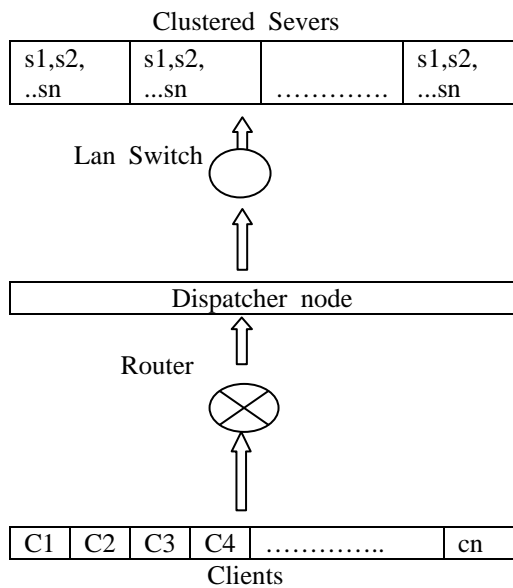 Clustered Severs
s1,s2, s1,s2, s1,s2,
..sn ...sn …………. ...sn
Lan Switch
Dispatcher node
Router
C1 C2 C3 C4 ………….. cn
Clients